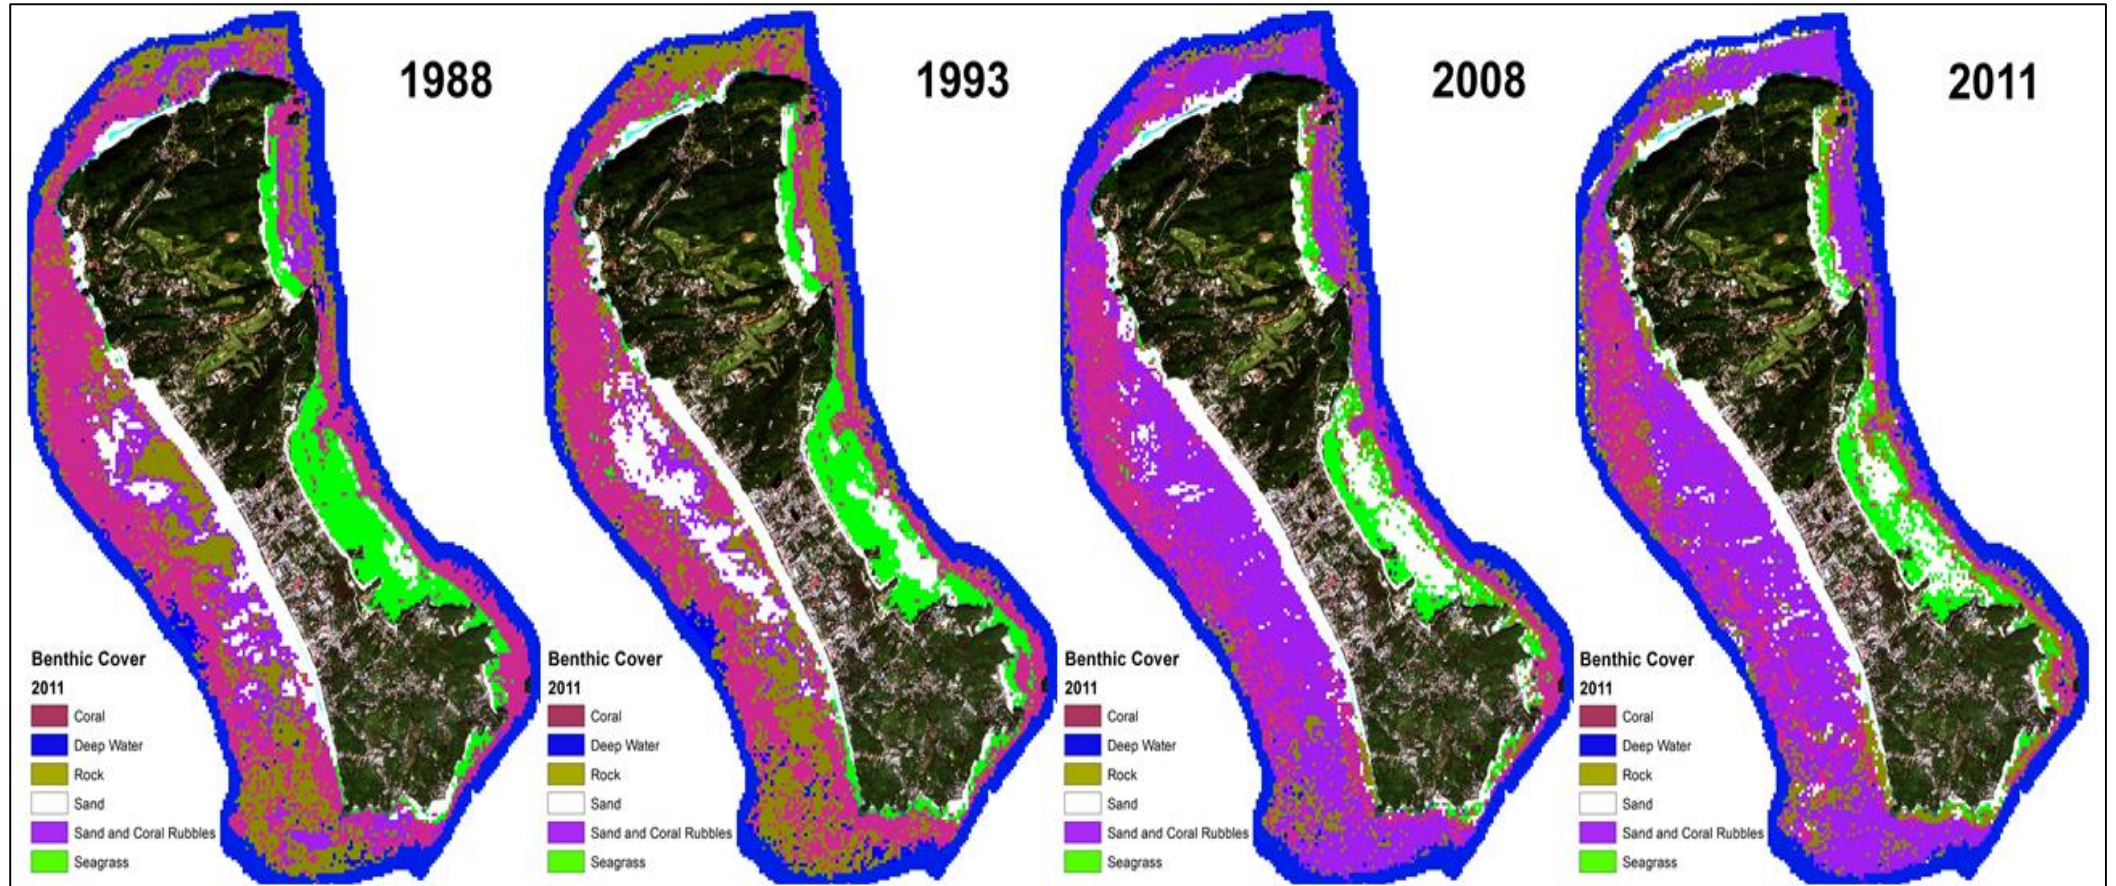 1988
Benthic Cover
2011
Coral
Deep Water
Rock
Sand
Sand and Coral Rubbles
Seagrass
1993
Benthic Cover
2011
Coral
Deep Water
Rock
Sand
Sand and Coral Rubbles
Seagrass
2008
Benthic Cover
2011
Coral
Deep Water
Rock
Sand
Sand and Coral Rubbles
Seagrass
2011
Benthic Cover
2011
Coral
Deep Water
Rock
Sand
Sand and Coral Rubbles
Seagrass